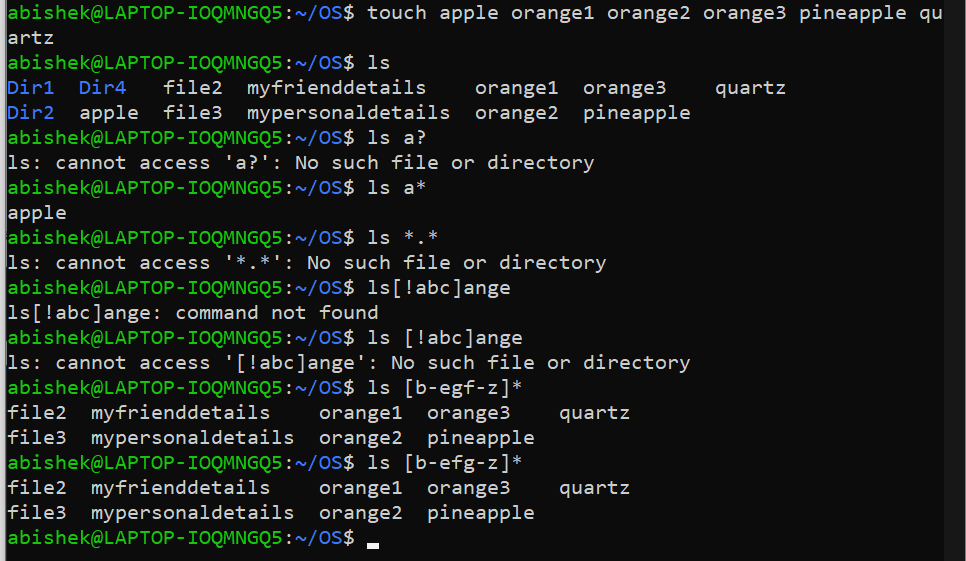 abishek@LAPTOP-IOQMNGQ5:~/OS$ touch apple orange1 orange2 orange3 pineapple qu
artz
abishek@LAPTOP-IOQMNGQ5:~/OS$ ls
Dir1  Dir4   file2  myfrienddetails    orange1  orange3    quartz
Dir2  apple  file3  mypersonaldetails  orange2  pineapple
abishek@LAPTOP-IOQMNGQ5:~/OS$ ls a?
ls: cannot access 'a?': No such file or directory
abishek@LAPTOP-IOQMNGQ5:~/OS$ ls a*
apple
abishek@LAPTOP-IOQMNGQ5:~/OS$ ls *.*
ls: cannot access '*.*': No such file or directory
abishek@LAPTOP-IOQMNGQ5:~/OS$ ls[!abc]ange
ls[!abc]ange: command not found
abishek@LAPTOP-IOQMNGQ5:~/OS$ ls [!abc]ange
ls: cannot access '[!abc]ange': No such file or directory
abishek@LAPTOP-IOQMNGQ5:~/OS$ ls [b-egf-z]*
file2  myfrienddetails    orange1  orange3    quartz
file3  mypersonaldetails  orange2  pineapple
abishek@LAPTOP-IOQMNGQ5:~/OS$ ls [b-efg-z]*
file2  myfrienddetails    orange1  orange3    quartz
file3  mypersonaldetails  orange2  pineapple
abishek@LAPTOP-IOQMNGQ5:~/OS$